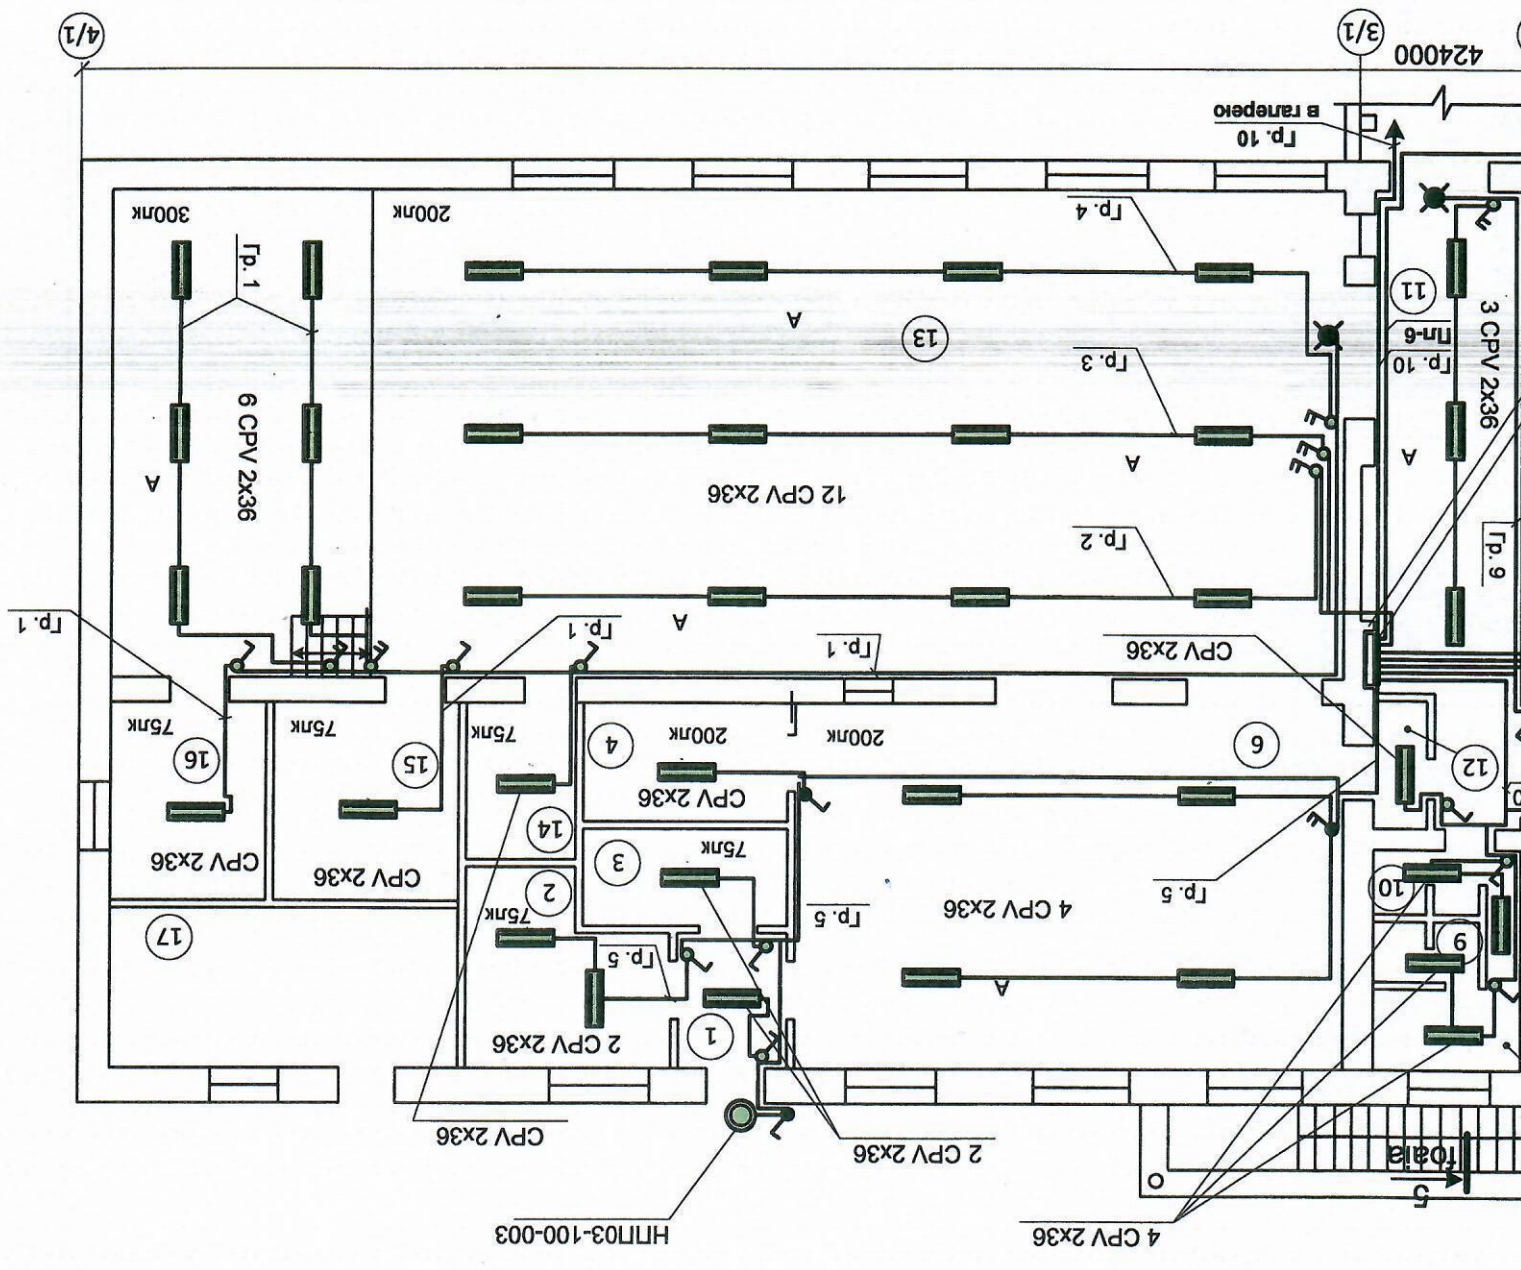 4 CPV 2x36
НПП03-100-003
5
foaia
2 CPV 2x36
CPV 2x36
1
2 CPV 2x36
А
Гр. 5
17
9
4 CPV 2x36
Гр. 5
75лк
10
Гр. 5
2
3
75лк
CPV 2x36
CPV 2x36
14
CPV 2x36
12
15
16
6
200лк
200лк
4
75лк
75лк
75лк
CPV 2x36
Гр. 1
Гр. 1
Гр. 1
А
Гр. 2
Гр. 9
12 CPV 2x36
А
А
А
6 CPV 2x36
Гр. 10
Пл-6
3 CPV 2x36
Гр. 3
13
А
11
Гр. 1
Гр. 4
200лк
300лк
Гр. 10
в галерею
424000
3/1
4/1